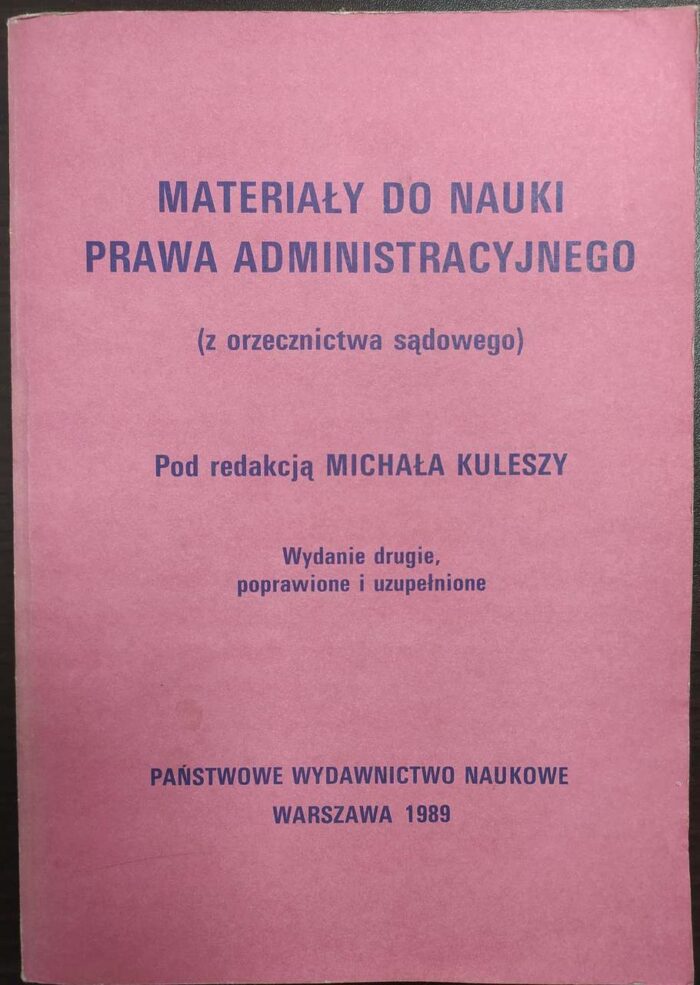 MATERIAŁY DO NAUKI
PRAWA ADMINISTRACYJNEGO
(z orzecznictwa sądowego)
Pod redakcją MICHAŁA KULESZY
Wydanie drugie,
poprawione i uzupełnione
PAŃSTWOWE WYDAWNICTWO NAUKOWE
WARSZAWA 1989